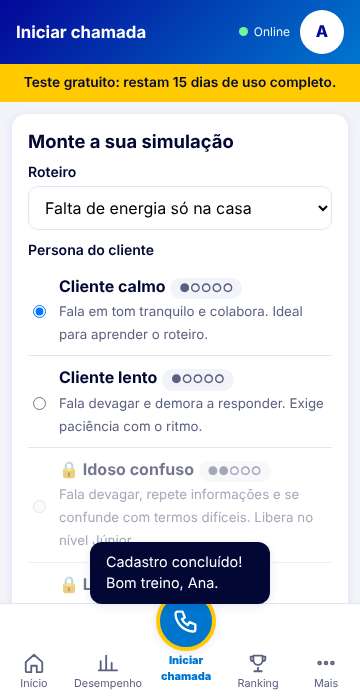 Iniciar chamada
Online
A
Teste gratuito: restam 15 dias de uso completo.
Monte a sua simulação
Roteiro
Falta de energia só na casa
Persona do cliente
Cliente calmo
Fala em tom tranquilo e colabora. Ideal
para aprender o roteiro.
Cliente lento
Fala devagar e demora a responder. Exige
paciência com o ritmo.
Idoso confuso
Fala devagar, repete informações e se
confunde com termos difíceis. Libera no
nível Júnior.
Cadastro concluído!
Bom treino, Ana.
Início
Desempenho
Iniciar
chamada
Ranking
Mais